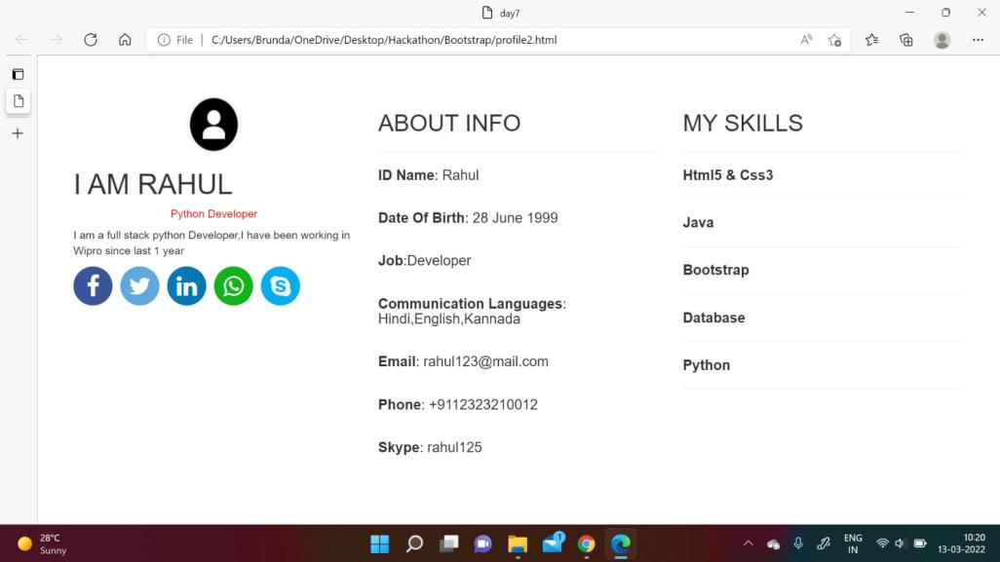 day7
File
C:/Users/Brunda/OneDrive/Desktop/Hackathon/Bootstrap/profile2.html
I AM RAHUL
Python Developer
I am a full stack python Developer,I have been working in
Wipro since last 1 year
ABOUT INFO
ID Name: Rahul
Date Of Birth: 28 June 1999
Job:Developer
Communication Languages:
Hindi,English,Kannada
Email: rahul123@mail.com
Phone: +9112323210012
Skype: rahul125
MY SKILLS
Html5 & Css3
Java
Bootstrap
Database
Python
28°C
Sunny
1
ENG
IN
10:20
13-03-2022